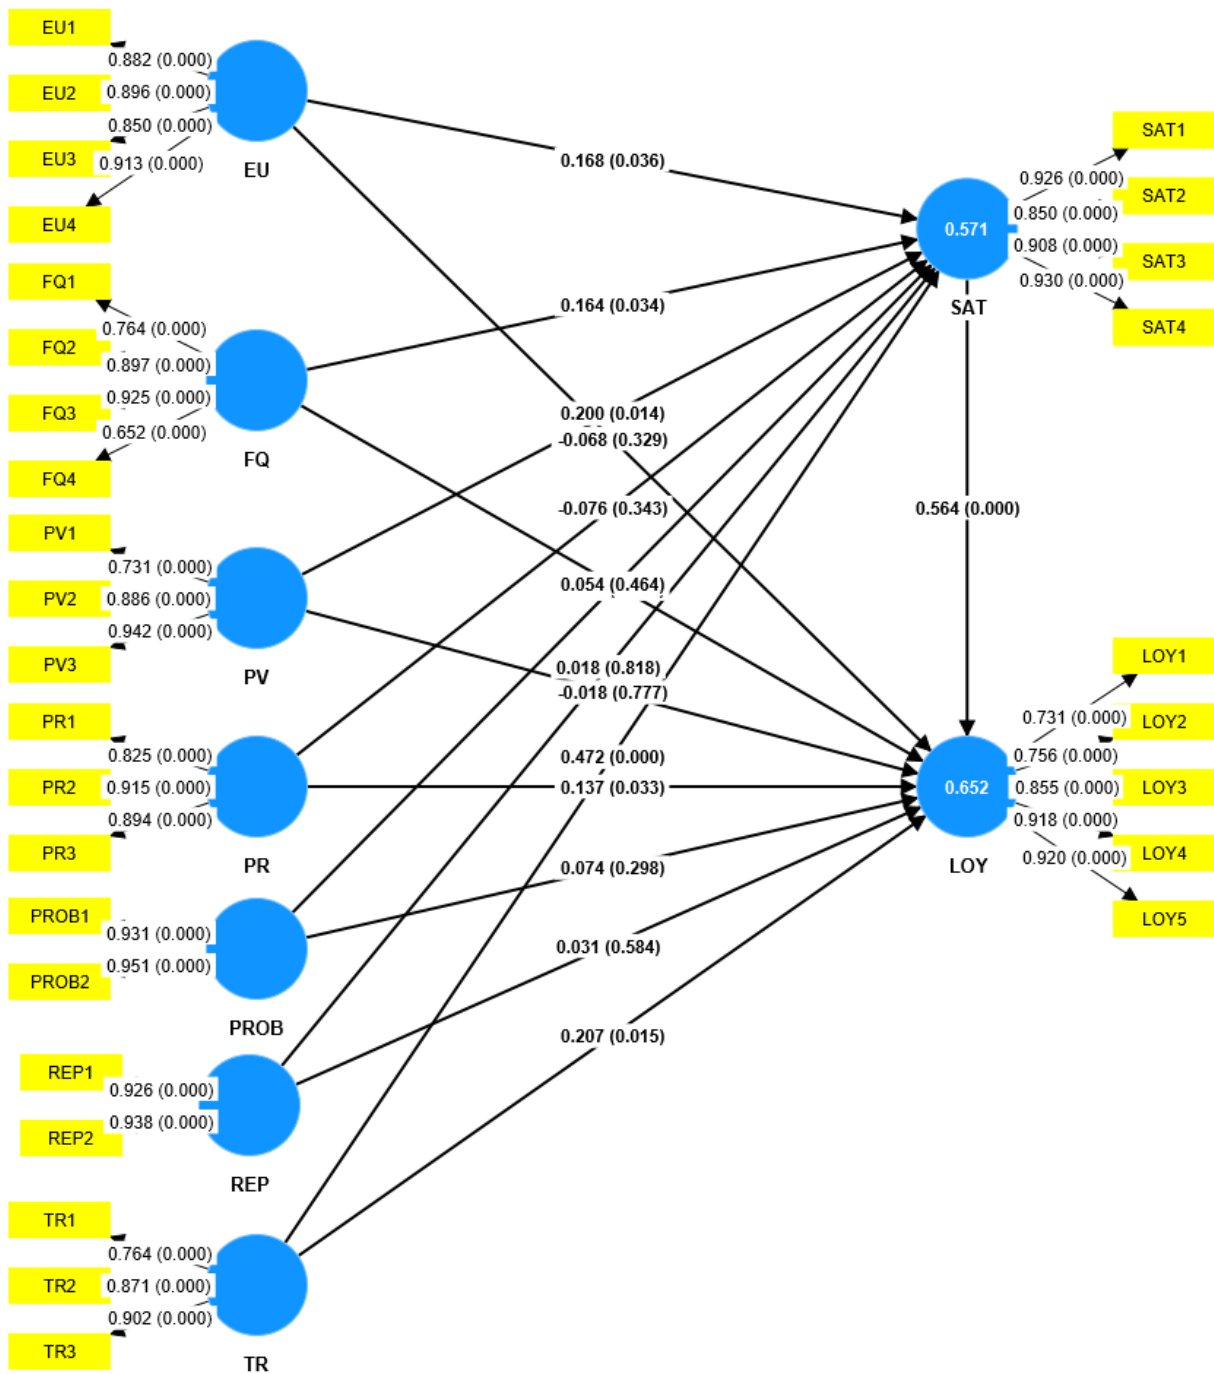 EU1
0.882 (0.000)
EU2
0.896 (0.000)
0.850 (0.000)
EU3
0.913 (0.000)
EU4
EU
FQ1
0.764 (0.000)
FQ2
0.897 (0.000)
0.925 (0.000)
FQ3
0.652 (0.000)
FQ4
FQ
PV1
0.731 (0.000)
PV2
0.886 (0.000)
0.942 (0.000)
PV3
PV
PR1
0.825 (0.000)
PR2
0.915 (0.000)
0.894 (0.000)
PR3
PR
PROB1
0.931 (0.000)
0.951 (0.000)
PROB2
PROB
REP1
0.926 (0.000)
0.938 (0.000)
REP2
REP
TR1
0.764 (0.000)
TR2
0.871 (0.000)
0.902 (0.000)
TR3
TR
0.168 (0.036)
0.164 (0.034)
0.200 (0.014)
-0.068 (0.329)
-0.076 (0.343)
0.054 (0.464)
0.018 (0.818)
-0.018 (0.777)
0.472 (0.000)
0.137 (0.033)
0.074 (0.298)
0.031 (0.584)
0.207 (0.015)
0.571
SAT
SAT1
0.926 (0.000)
SAT2
0.850 (0.000)
0.908 (0.000)
SAT3
0.930 (0.000)
SAT4
0.564 (0.000)
0.652
LOY
LOY1
0.731 (0.000)
LOY2
0.756 (0.000)
0.855 (0.000)
LOY3
0.918 (0.000)
LOY4
0.920 (0.000)
LOY5